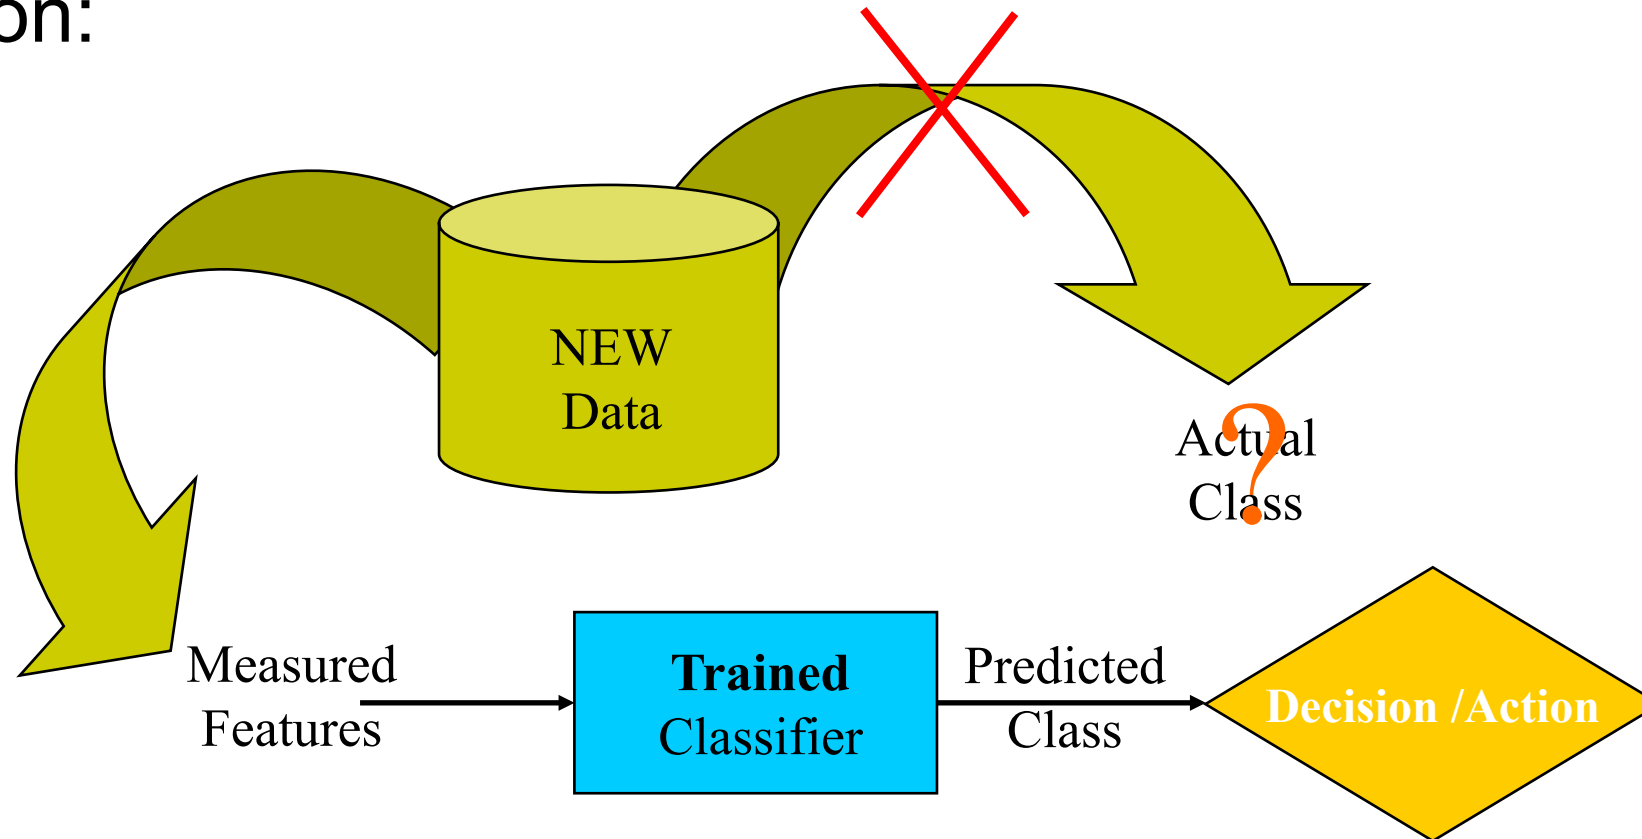 on:
NEW
Data
?
Actual
Class
Measured
Features
Trained
Classifier
Predicted
Class
Decision /Action